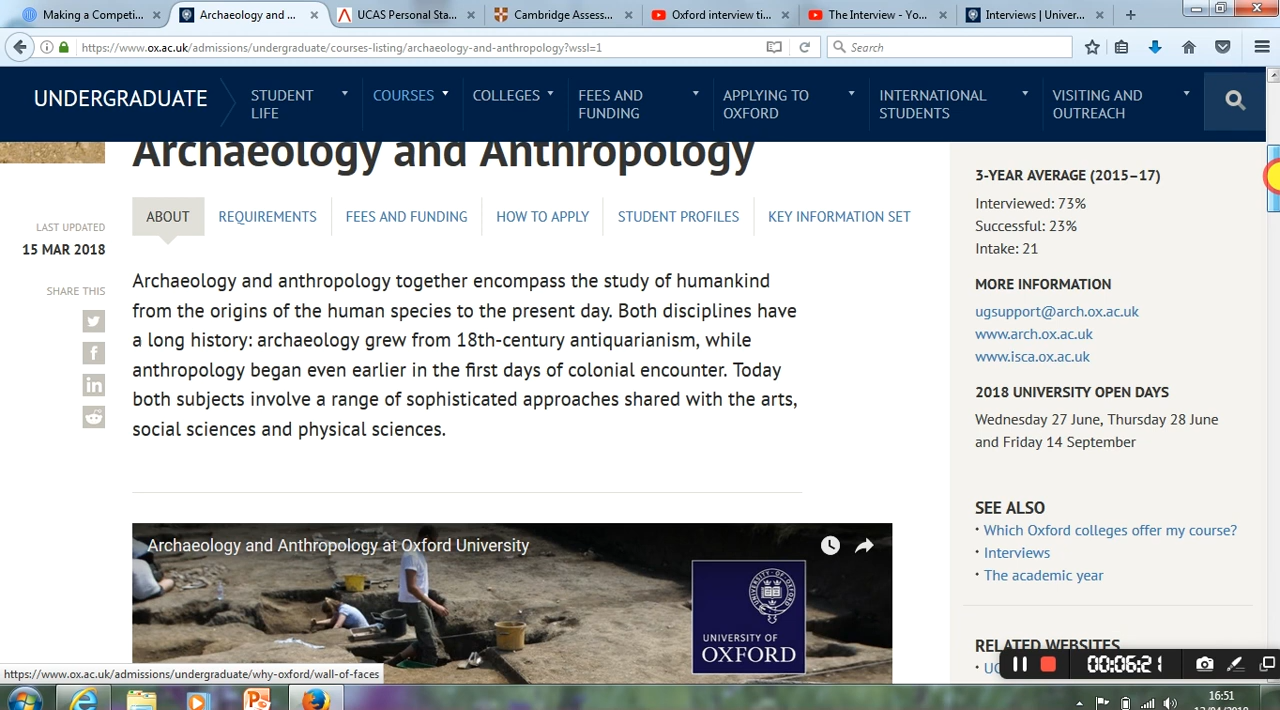 Making a Competi...
Archaeology and ...
UCAS Personal Sta...
Cambridge Assess...
Oxford interview ti...
The Interview - Yo...
Interviews | Univer...
https://www.ox.ac.uk/admissions/undergraduate/courses-listing/archaeology-and-anthropology?wssl=1
Search
UNDERGRADUATE
STUDENT LIFE
COURSES
COLLEGES
FEES AND FUNDING
APPLYING TO OXFORD
INTERNATIONAL STUDENTS
VISITING AND OUTREACH
Archaeology and Anthropology
LAST UPDATED
15 MAR 2018
SHARE THIS
ABOUT
REQUIREMENTS
FEES AND FUNDING
HOW TO APPLY
STUDENT PROFILES
KEY INFORMATION SET
Archaeology and anthropology together encompass the study of humankind
from the origins of the human species to the present day. Both disciplines have
a long history: archaeology grew from 18th-century antiquarianism, while
anthropology began even earlier in the first days of colonial encounter. Today
both subjects involve a range of sophisticated approaches shared with the arts,
social sciences and physical sciences.
Archaeology and Anthropology at Oxford University
UNIVERSITY OF
OXFORD
3-YEAR AVERAGE (2015–17)
Interviewed: 73%
Successful: 23%
Intake: 21
MORE INFORMATION
ugsupport@arch.ox.ac.uk
www.arch.ox.ac.uk
www.isca.ox.ac.uk
2018 UNIVERSITY OPEN DAYS
Wednesday 27 June, Thursday 28 June
and Friday 14 September
SEE ALSO
• Which Oxford colleges offer my course?
• Interviews
• The academic year
RELATED WEBSITES
https://www.ox.ac.uk/admissions/undergraduate/why-oxford/wall-of-faces
00:06:21
16:51